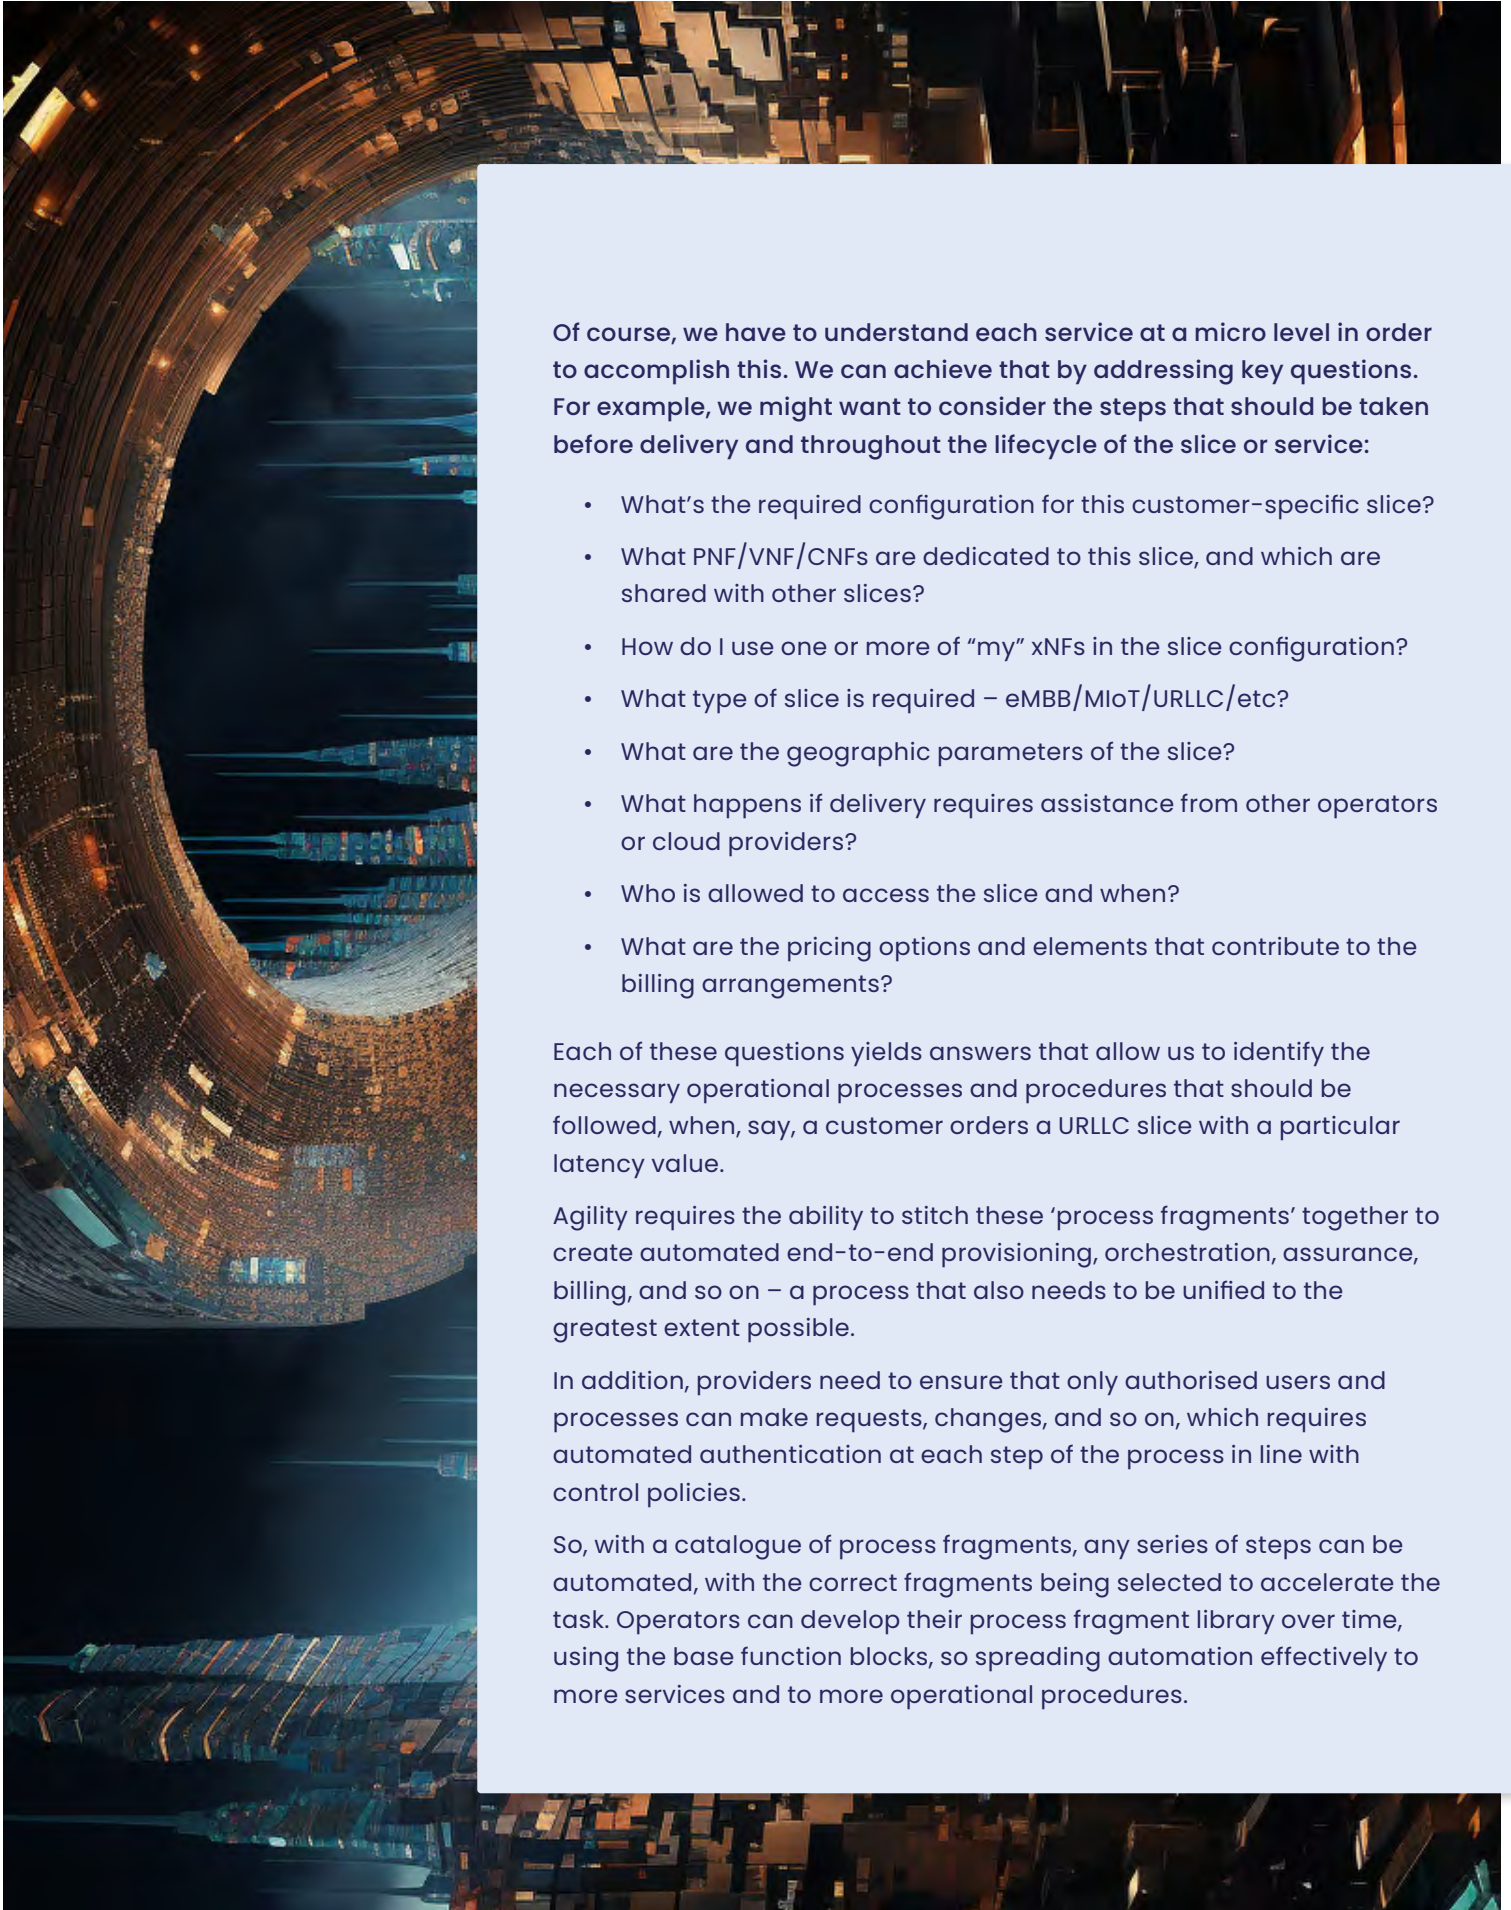 Of course, we have to understand each service at a micro level in order
to accomplish this. We can achieve that by addressing key questions.
For example, we might want to consider the steps that should be taken
before delivery and throughout the lifecycle of the slice or service:
• What's the required configuration for this customer-specific slice?
• What PNF/VNF/CNFs are dedicated to this slice, and which are
shared with other slices?
• How do I use one or more of “my” xNFs in the slice configuration?
• What type of slice is required – eMBB/MIoT/URLLC/etc?
• What are the geographic parameters of the slice?
• What happens if delivery requires assistance from other operators
or cloud providers?
• Who is allowed to access the slice and when?
• What are the pricing options and elements that contribute to the
billing arrangements?
Each of these questions yields answers that allow us to identify the
necessary operational processes and procedures that should be
followed, when, say, a customer orders a URLLC slice with a particular
latency value.
Agility requires the ability to stitch these ‘process fragments’ together to
create automated end-to-end provisioning, orchestration, assurance,
billing, and so on – a process that also needs to be unified to the
greatest extent possible.
In addition, providers need to ensure that only authorised users and
processes can make requests, changes, and so on, which requires
automated authentication at each step of the process in line with
control policies.
So, with a catalogue of process fragments, any series of steps can be
automated, with the correct fragments being selected to accelerate the
task. Operators can develop their process fragment library over time,
using the base function blocks, so spreading automation effectively to
more services and to more operational procedures.